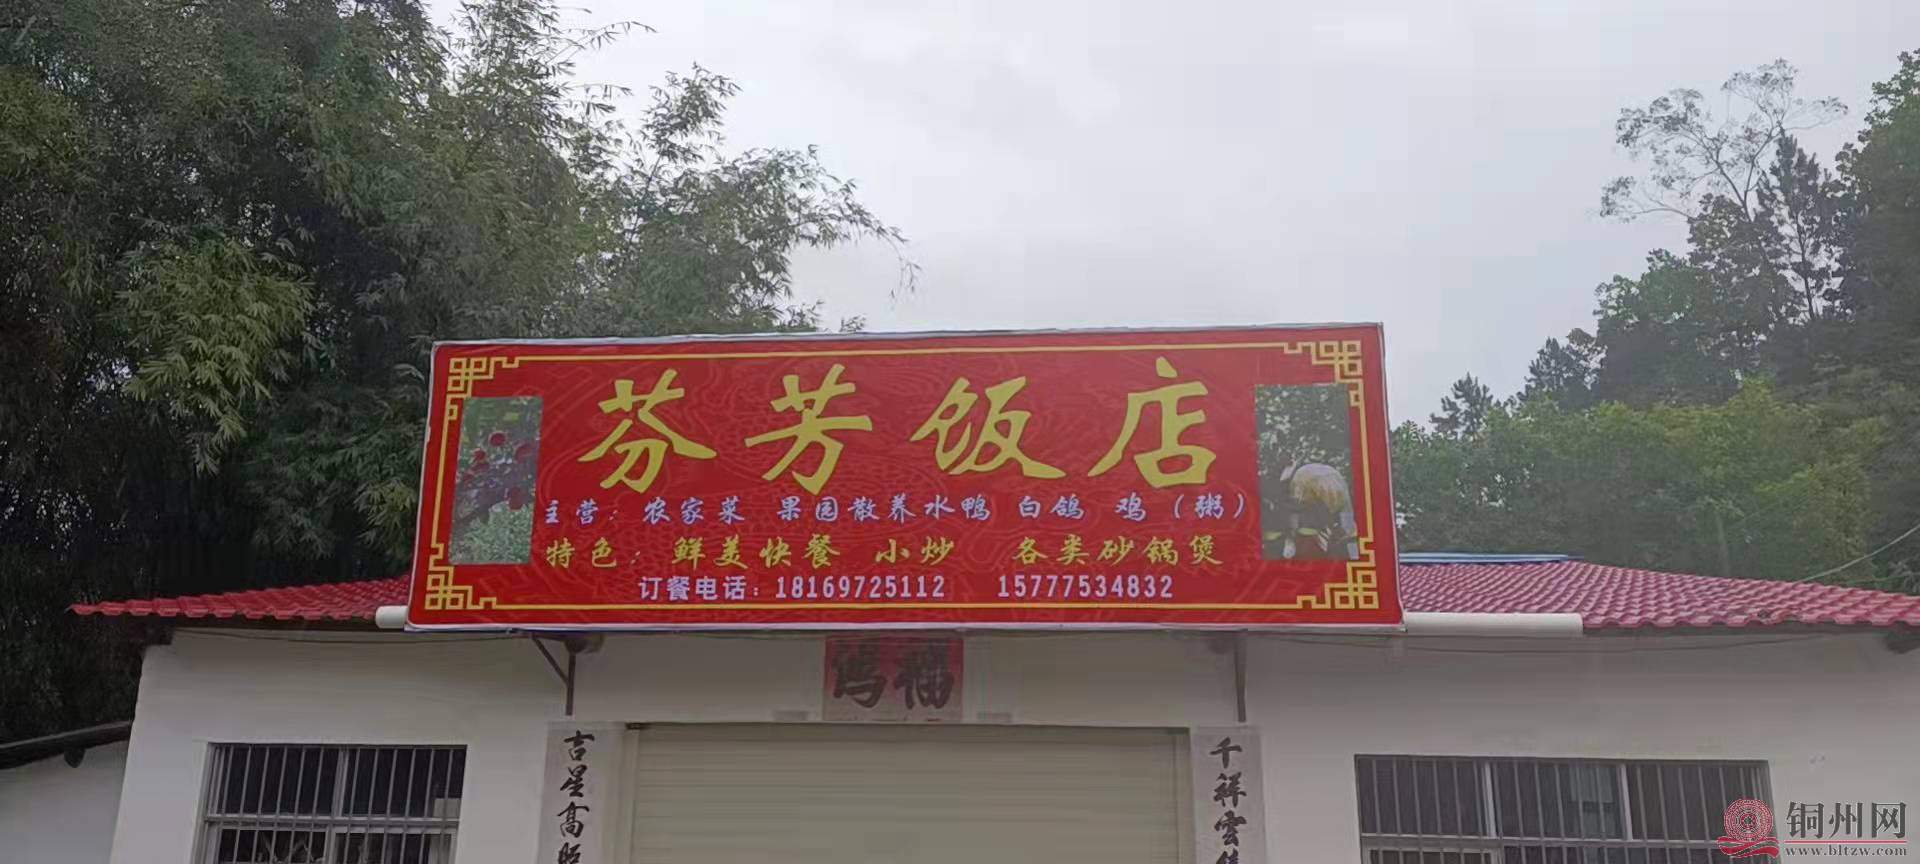 芬芳饭店
主营：农家菜 果园散养水鸭 白鸽 鸡（粥）
特色：鲜美快餐 小炒 各类砂锅煲
订餐电话：18169725112 15777534832
鸿福
吉星高照
千祥雲集
铜州网
www.bltzw.com